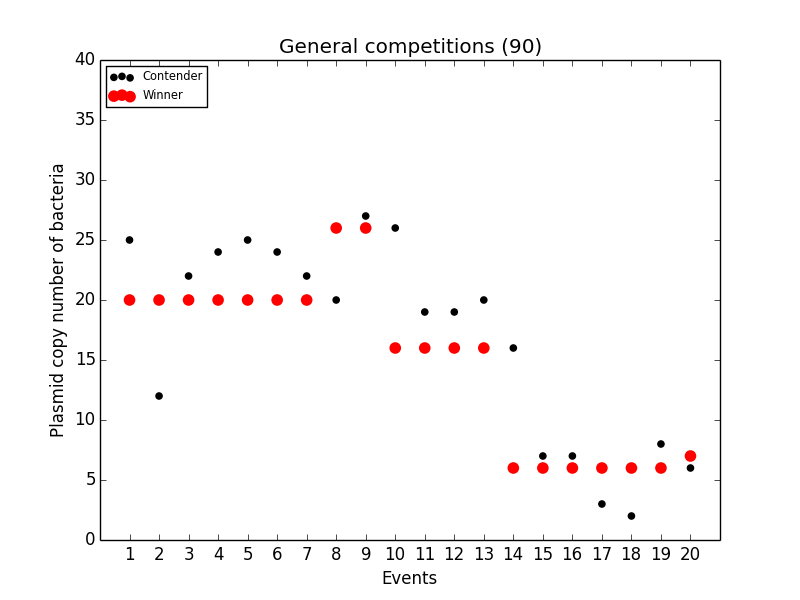 General competitions (90)
Contender
Winner
Plasmid copy number of bacteria
40
35
30
25
20
15
10
5
0
1 2 3 4 5 6 7 8 9 10 11 12 13 14 15 16 17 18 19 20
Events